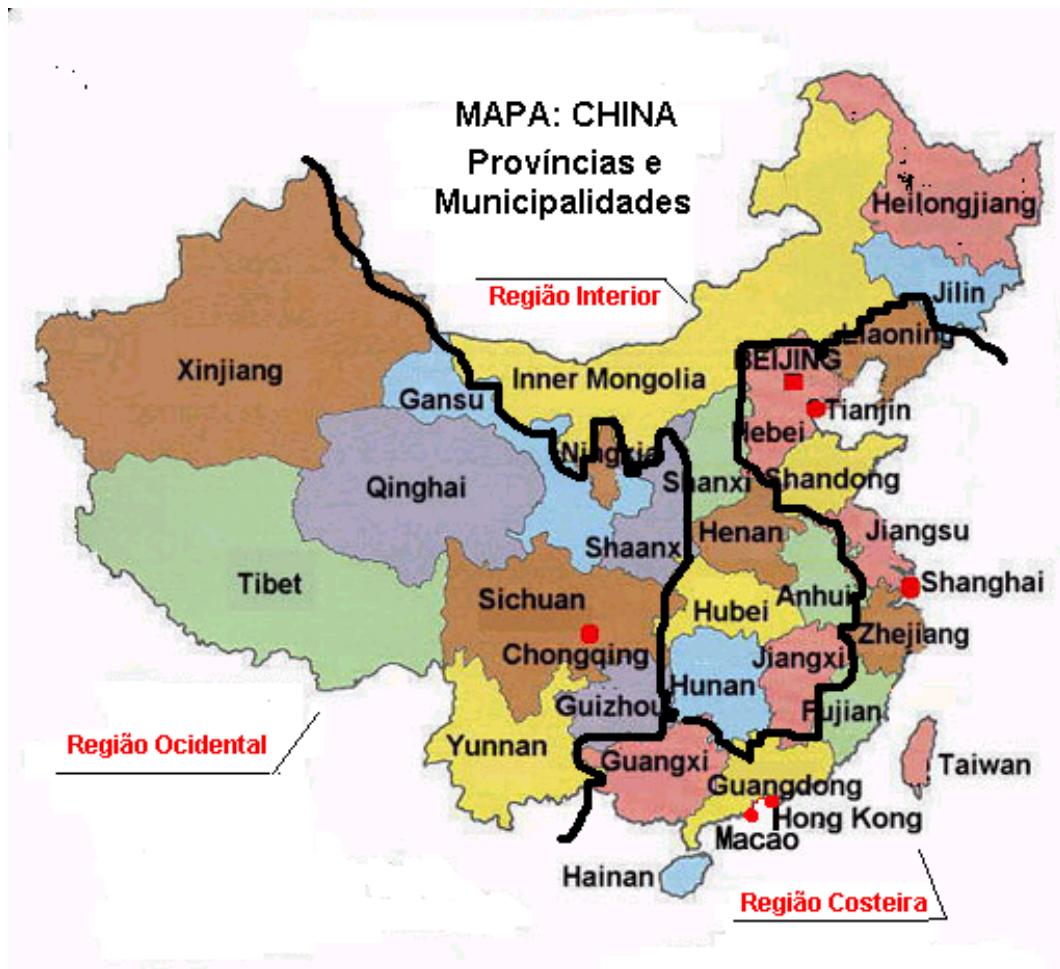 MAPA: CHINA
Províncias e
Municipalidades
Heilongjiang
Região Interior
Jilin
Liaoning
BEIJING
Xinjiang
Inner Mongolia
Gansu
Tianjin
Hebei
Ningxia
Shanxi
Shandong
Qinghai
Henan
Jiangsu
Shaanx
Tibet
Shanghai
Sichuan
Anhui
Hubei
Zhejiang
Chongqing
Jiangxi
Hunan
Guizhou
Fujian
Região Ocidental
Yunnan
Guangxi
Taiwan
Guangdong
Hong Kong
Macao
Hainan
Região Costeira